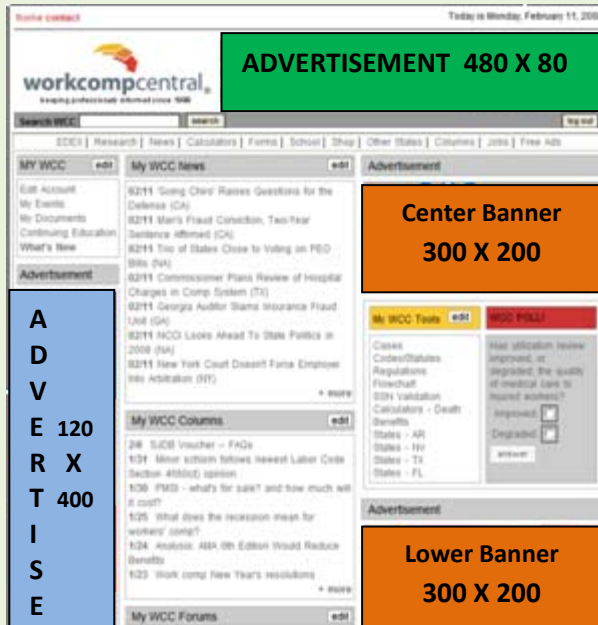 home contact
Today is Monday, February 11, 200
ADVERTISEMENT 480 X 80
workcompcentral®
keeping professionals informed since 1999
Search WCC
search
log out
EDEX | Research | News | Calculators | Forms | School | Shop | Other States | Columns | Jobs | Free Ads
MY WCC edit
Edit Account
My Events
My Documents
Continuing Education
What's New
Advertisement
A
D
V
E 120
R X
T 400
I
S
E
My WCC News edit
02/11 'Going Chiro' Raises Questions for the
Defense (CA)
02/11 Man's Fraud Conviction, Two-Year
Sentence Affirmed (CA)
02/11 Trio of States Close to Voting on PEO
Bills (NA)
02/11 Commissioner Plans Review of Hospital
Charges in Comp System (TX)
02/11 Georgia Auditor Slams Insurance Fraud
Unit (GA)
02/11 NCCI Looks Ahead To State Politics in
2008 (NA)
02/11 New York Court Doesn't Force Employer
Into Arbitration (NY)
+ more
My WCC Columns edit
2/6 SJDB Voucher – FAQs
1/31 Minor schism follows newest Labor Code
Section opinion
1/30 PMSI - what's for sale? and how much will
it cost?
1/25 What does the recession mean for
workers' comp?
1/24 Analysis: AMA 6th Edition Would Reduce
Benefits
1/23 Work comp New Year's resolutions
+ more
My WCC Forums edit
Advertisement
Center Banner
300 X 200
My WCC Tools edit
Cases
Codes/Statutes
Regulations
Flowchart
SSN Validation
Calculators - Death
Benefits
States - AR
States - NV
States - TX
States - FL
WCC POLL!
Has utilization review
improved, or
degraded, the quality
of medical care to
injured workers?
Improved:
Degraded:
answer
Advertisement
Lower Banner
300 X 200